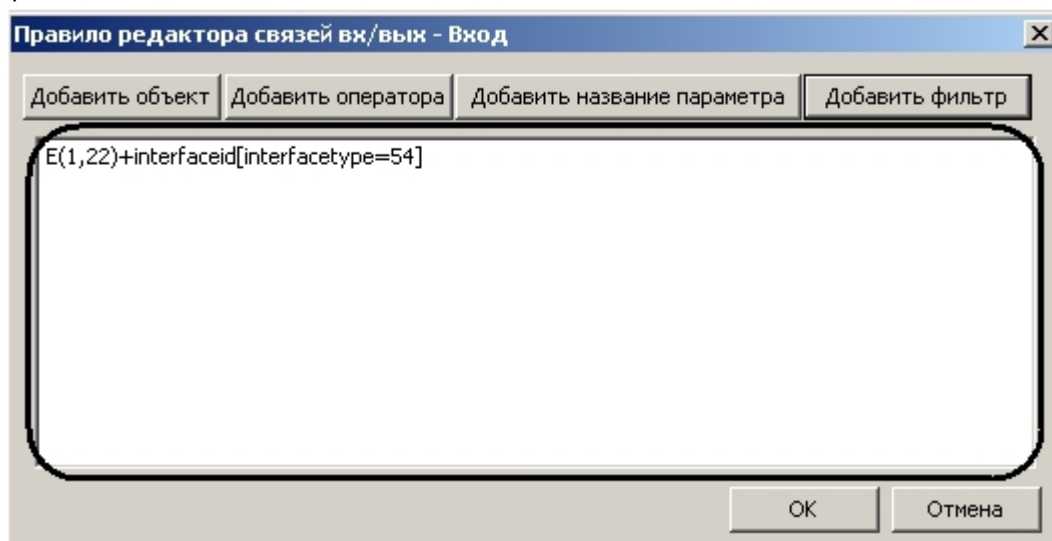 Правило редактора связей вх/вых - Вход
Добавить объект Добавить оператора Добавить название параметра Добавить фильтр
E(1,22)+interfaceid[interfacetype=54]
OK Отмена